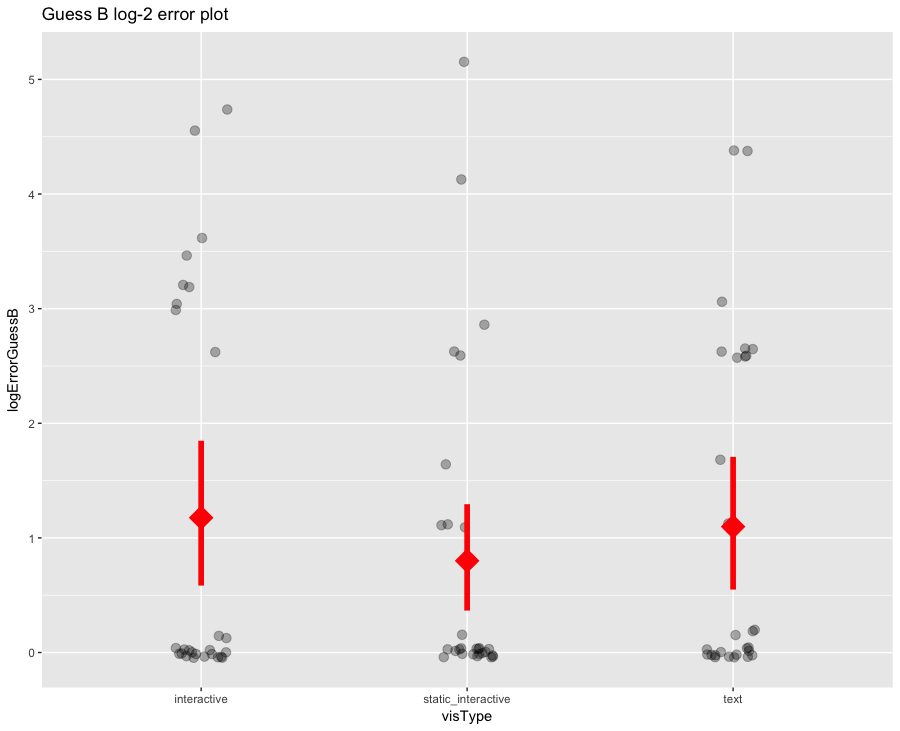 Guess B log-2 error plot
logErrorGuessB
5
4
3
2
1
0
interactive
static_interactive
text
visType